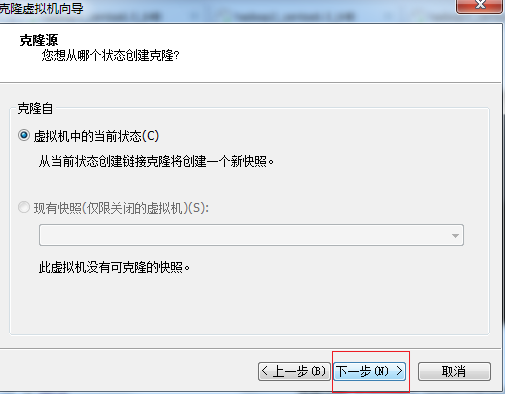 克隆虚拟机向导
克隆源
您想从哪个状态创建克隆?
克隆自
虚拟机中的当前状态(C)
从当前状态创建链接克隆将创建一个新快照。
现有快照(仅限关闭的虚拟机)(S):
此虚拟机没有可克隆的快照。
< 上一步(B) 下一步(N) > 取消